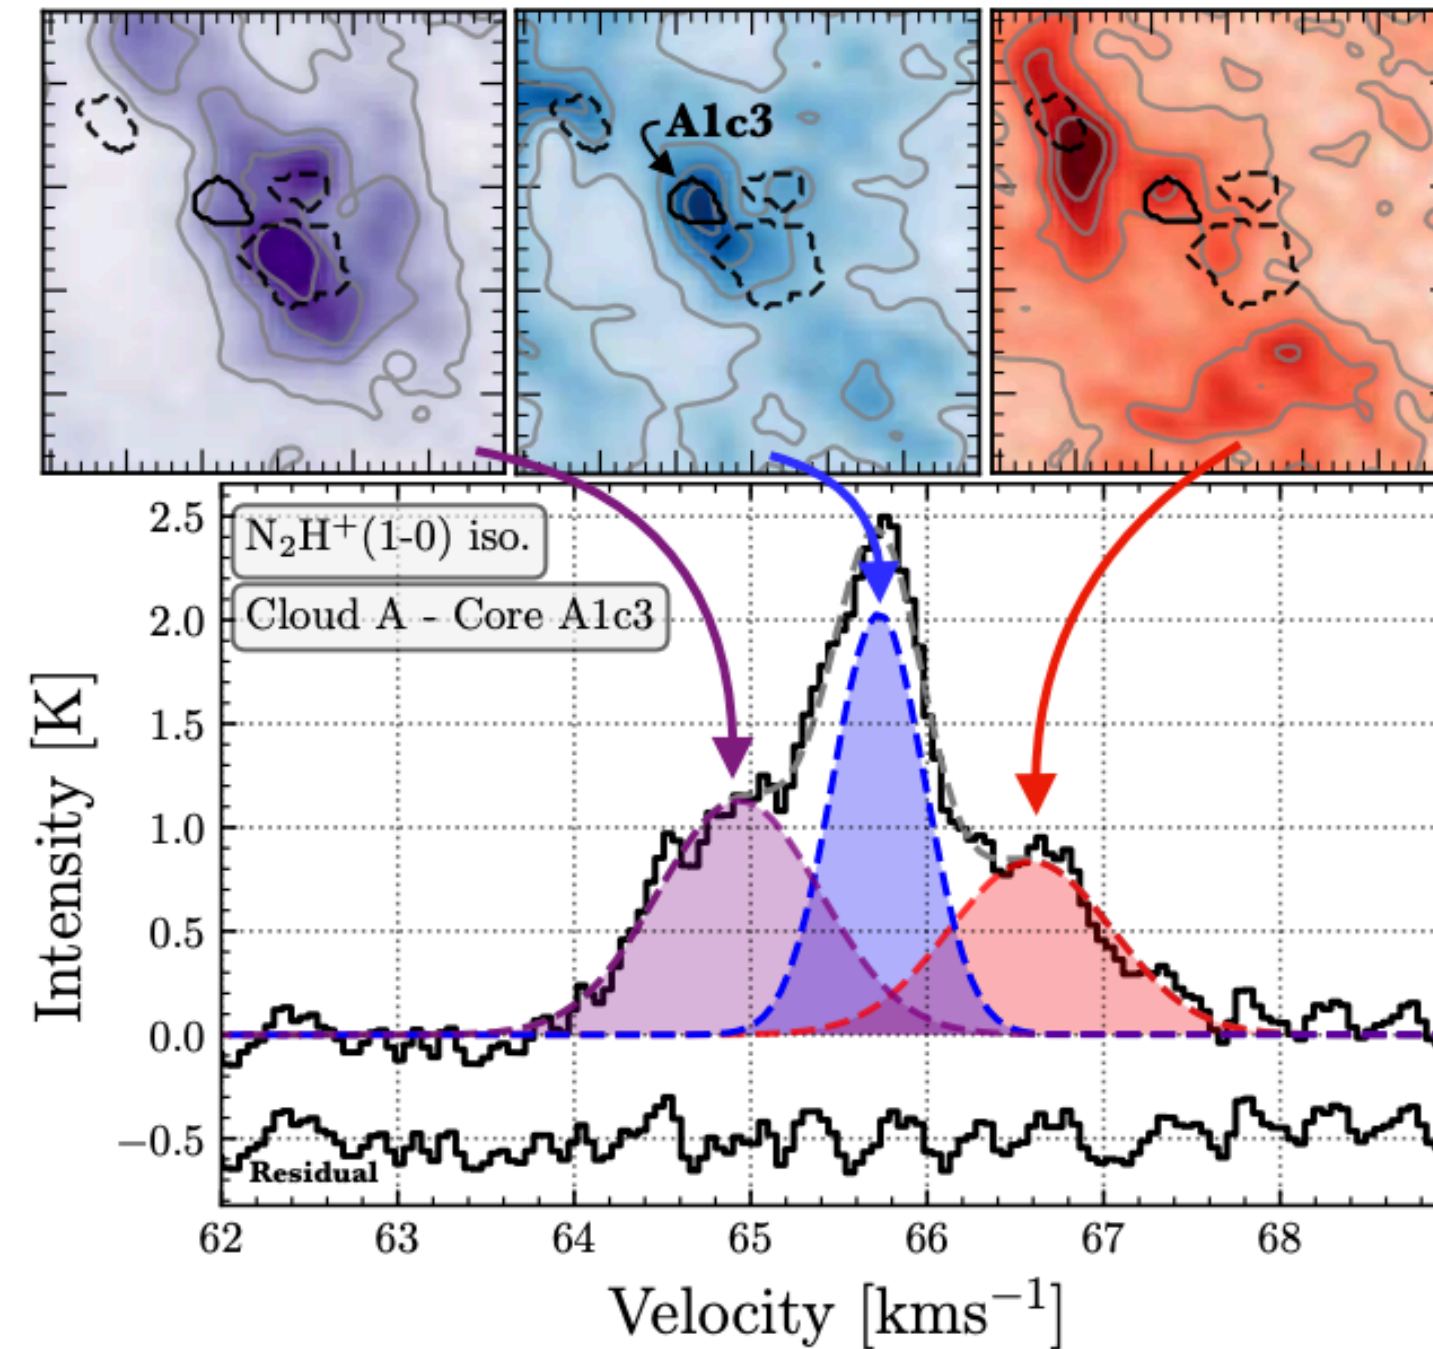 A1c3
N₂H⁺(1-0) iso.
Cloud A - Core A1c3
Intensity [K]
2.5
2.0
1.5
1.0
0.5
0.0
−0.5
Residual
62 63 64 65 66 67 68
Velocity [kms⁻¹]